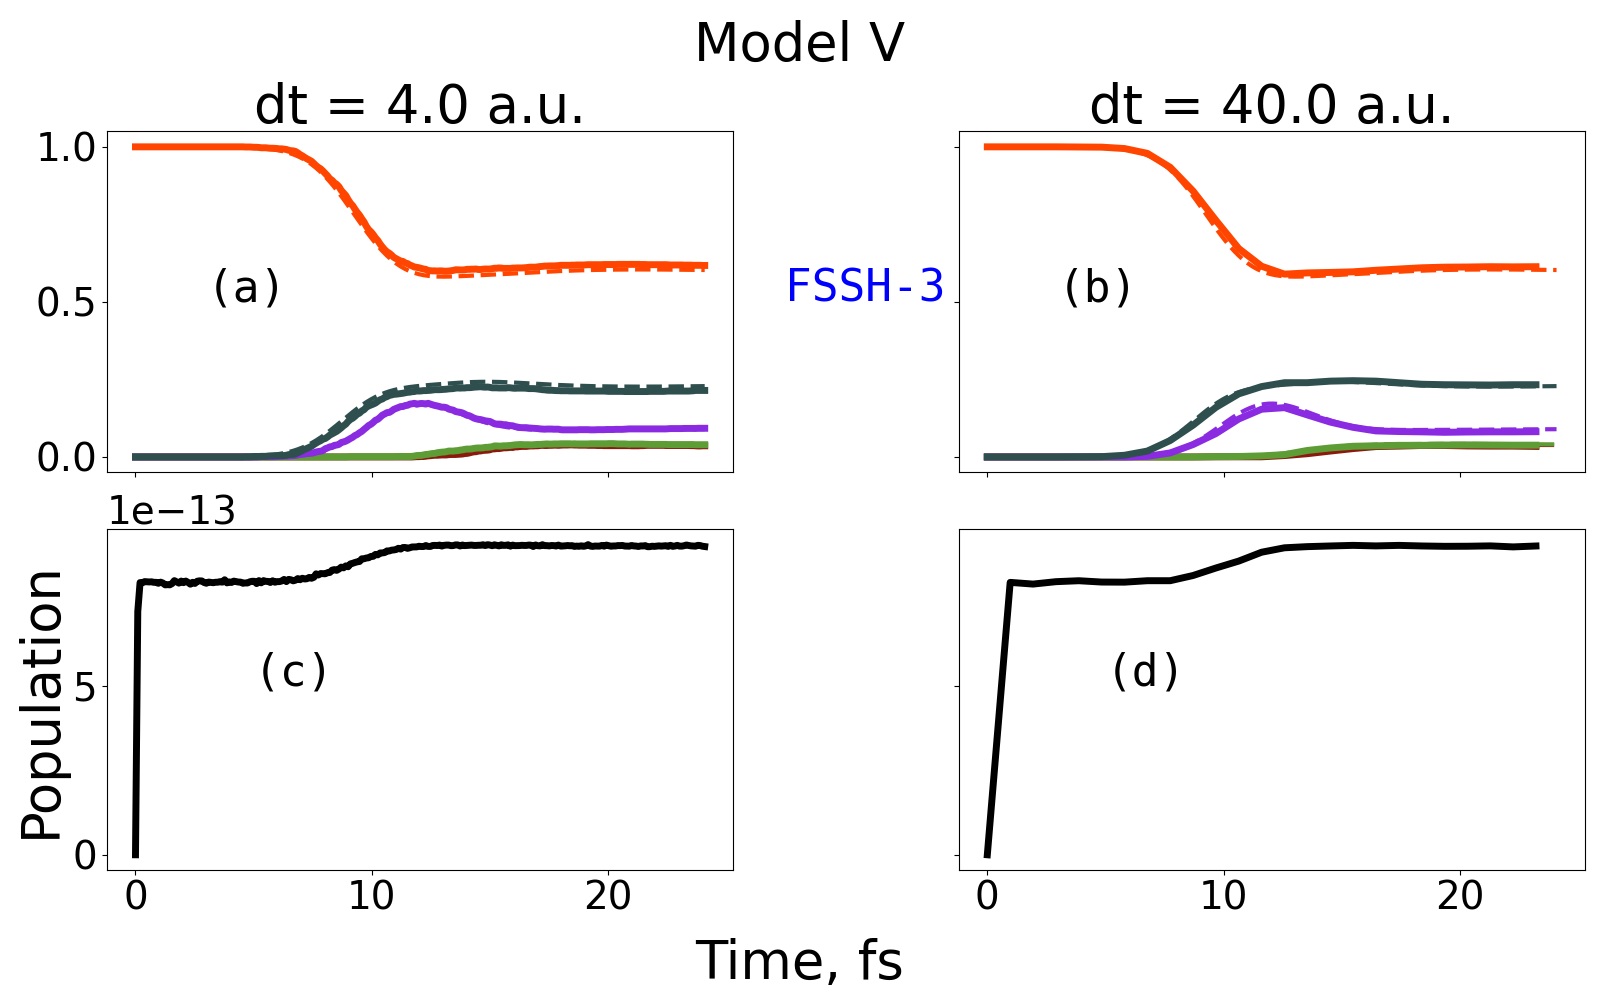 Model V
dt = 4.0 a.u.
dt = 40.0 a.u.
1.0
0.5
0.0
(a)
FSSH-3
(b)
1e−13
Population
5
0
(c)
(d)
0 10 20
0 10 20
Time, fs